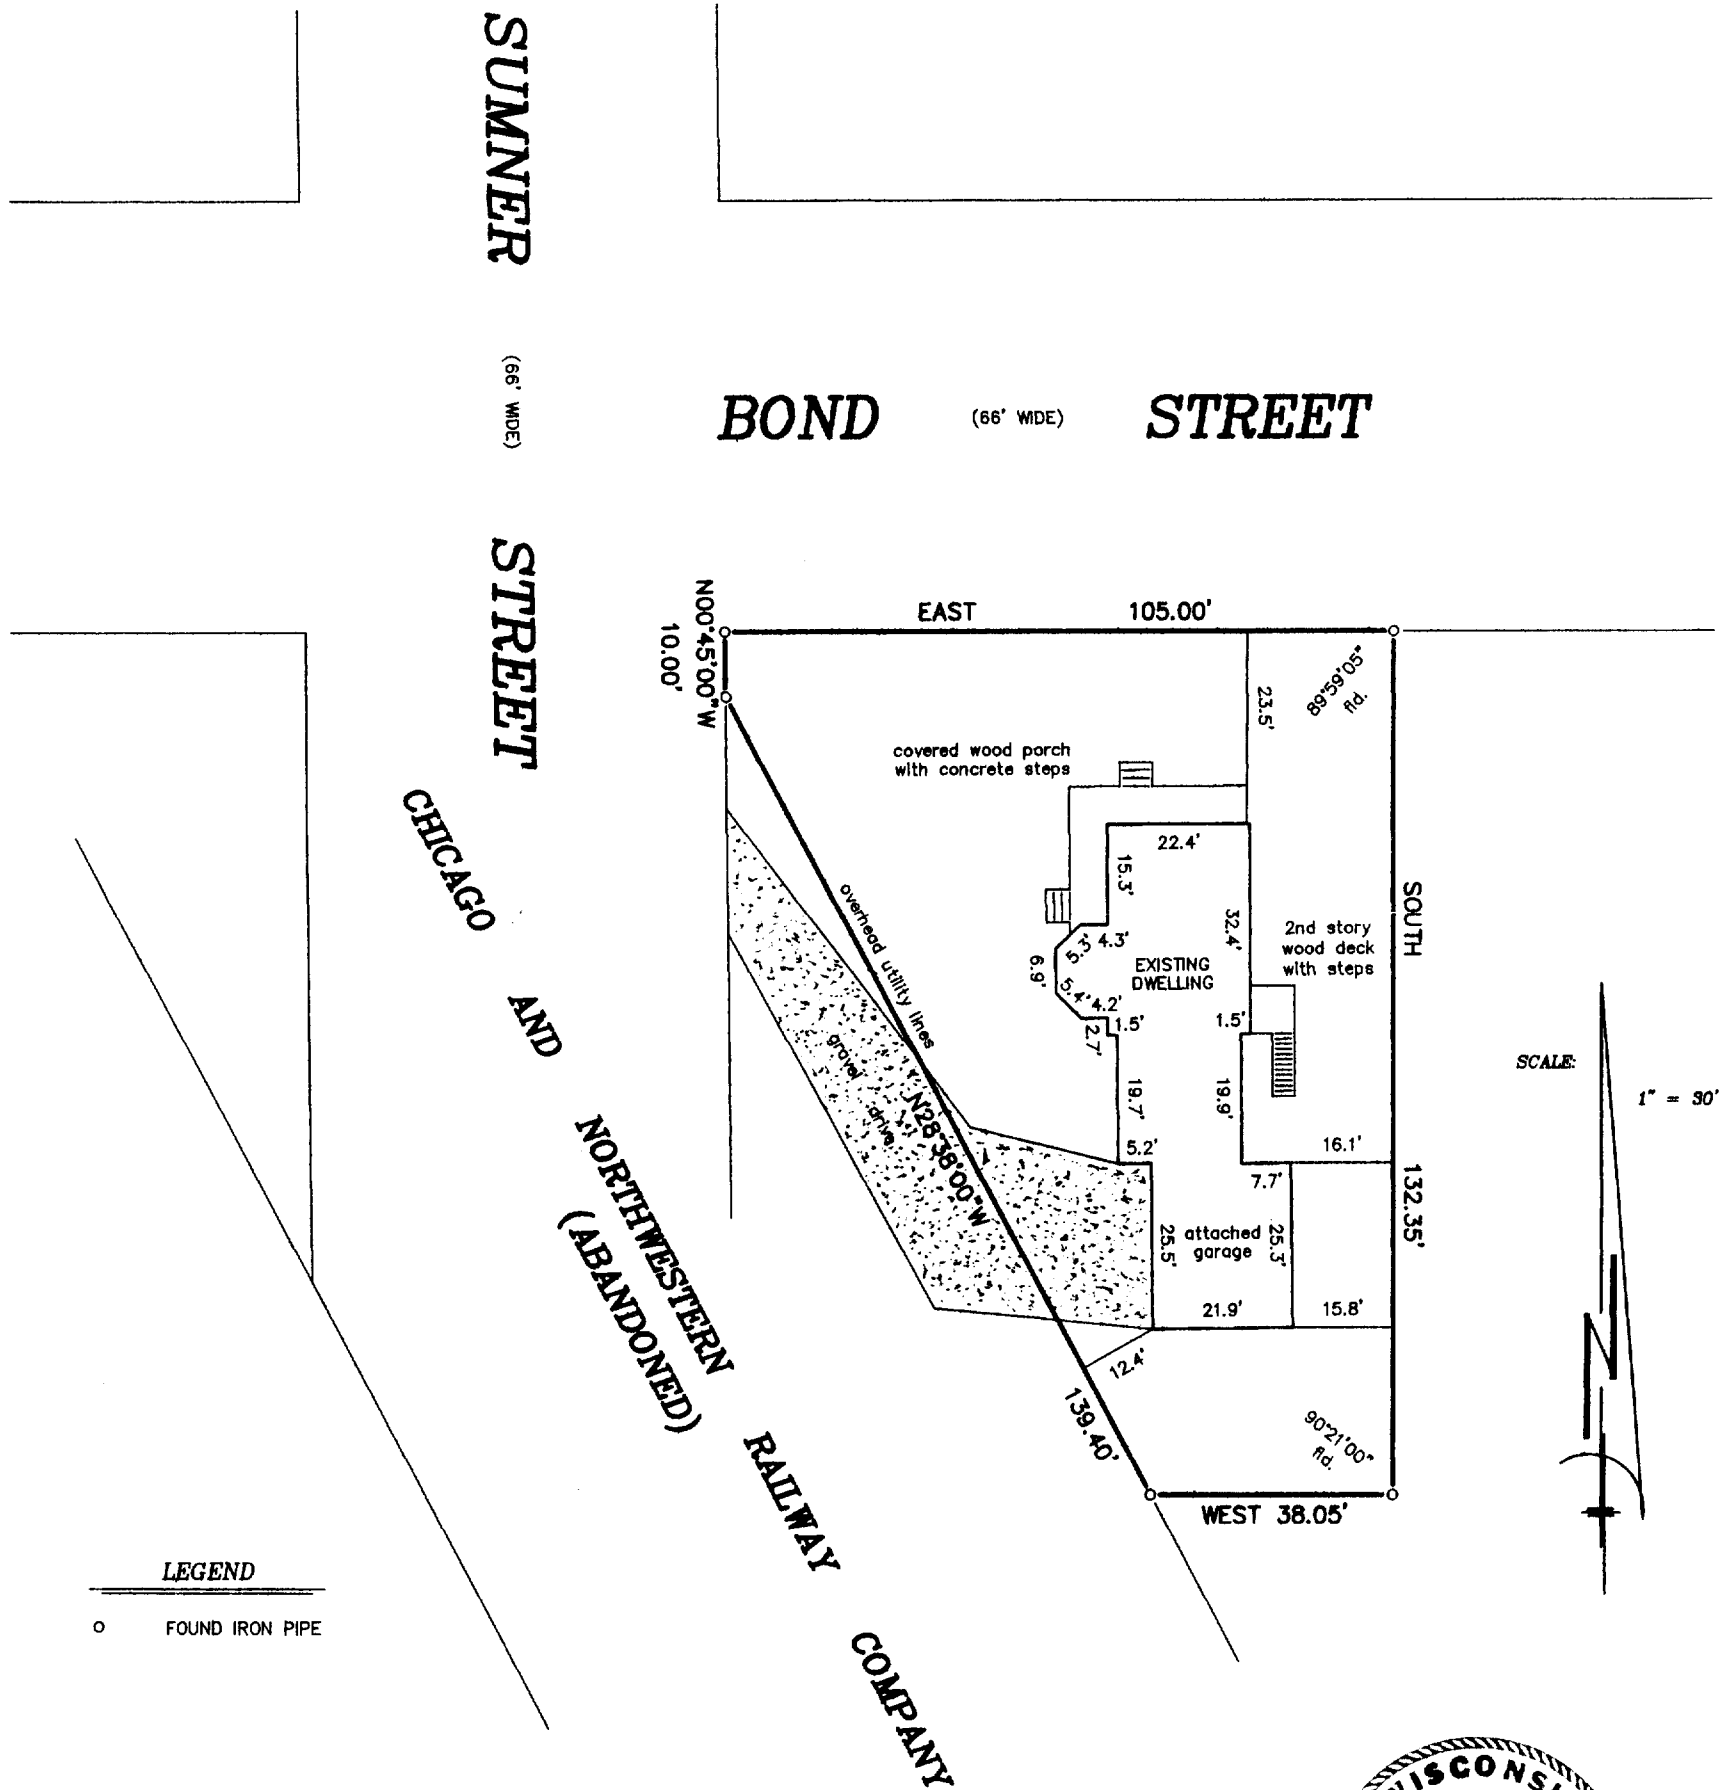 SUMNER (66' WIDE) STREET
BOND (66' WIDE) STREET
EAST 105.00'
N00°45'00"W
10.00'
89°59'05"
fld.
23.5'
covered wood porch
with concrete steps
22.4'
15.3'
32.4'
SOUTH 132.35'
2nd story
wood deck
with steps
5.3'
4.3'
6.9'
EXISTING
DWELLING
5.4'
4.2'
1.5'
1.5'
2.7'
overhead utility lines
gravel
drive
N28°38'00"W
139.40'
19.7'
19.9'
5.2'
16.1'
7.7'
25.5'
attached
garage
25.3'
21.9'
15.8'
12.4'
90°21'00"
fld.
WEST 38.05'
CHICAGO AND NORTHWESTERN RAILWAY COMPANY
(ABANDONED)
SCALE:
1" = 30'
N
LEGEND
o FOUND IRON PIPE